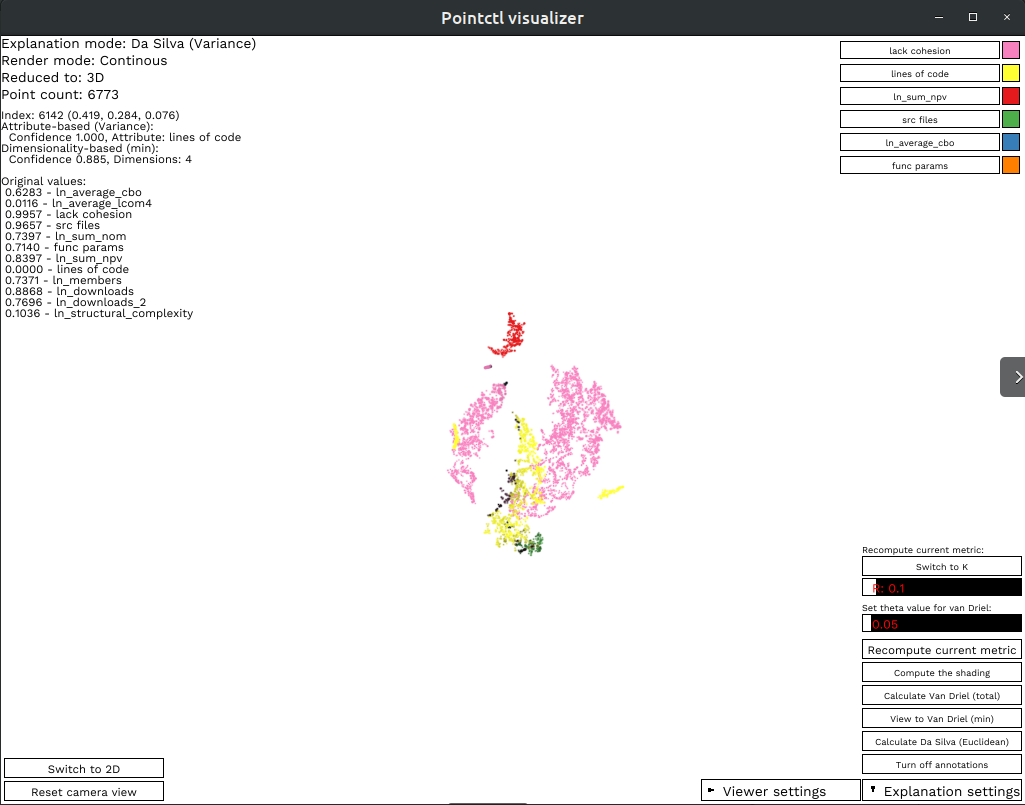 Pointctl visualizer
Explanation mode: Da Silva (Variance)
Render mode: Continous
Reduced to: 3D
Point count: 6773
Index: 6142 (0.419, 0.284, 0.076)
Attribute-based (Variance):
Confidence 1.000, Attribute: lines of code
Dimensionality-based (min):
Confidence 0.885, Dimensions: 4
Original values:
0.6283 - ln_average_cbo
0.0116 - ln_average_lcom4
0.9957 - lack cohesion
0.9657 - src files
0.7397 - ln_sum_nom
0.7140 - func params
0.8397 - ln_sum_npv
0.0000 - lines of code
0.7371 - ln_members
0.8868 - ln_downloads
0.7696 - ln_downloads_2
0.1036 - ln_structural_complexity
lack cohesion
lines of code
ln_sum_npv
src files
ln_average_cbo
func params
Recompute current metric:
Switch to K
R: 0.1
Set theta value for van Driel:
0.05
Recompute current metric
Compute the shading
Calculate Van Driel (total)
View to Van Driel (min)
Calculate Da Silva (Euclidean)
Turn off annotations
Switch to 2D
Reset camera view
Viewer settings
Explanation settings